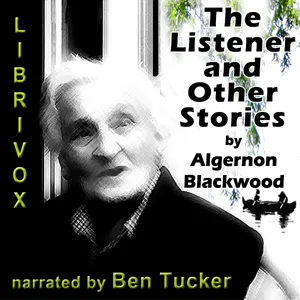 LIBRIVOX
The
Listener
and
Other
Stories
by
Algernon
Blackwood
narrated by Ben Tucker